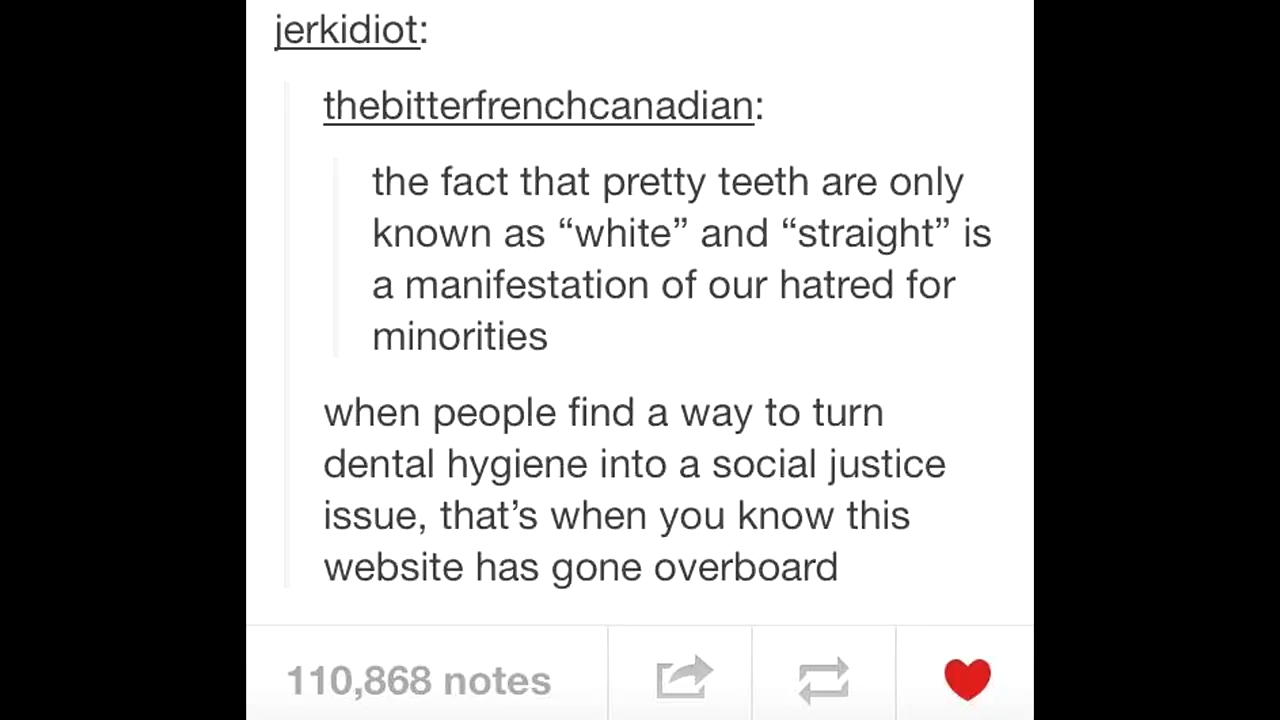 jerkidiot:
thebitterfrenchcanadian:
the fact that pretty teeth are only
known as “white” and “straight” is
a manifestation of our hatred for
minorities
when people find a way to turn
dental hygiene into a social justice
issue, that’s when you know this
website has gone overboard
110,868 notes